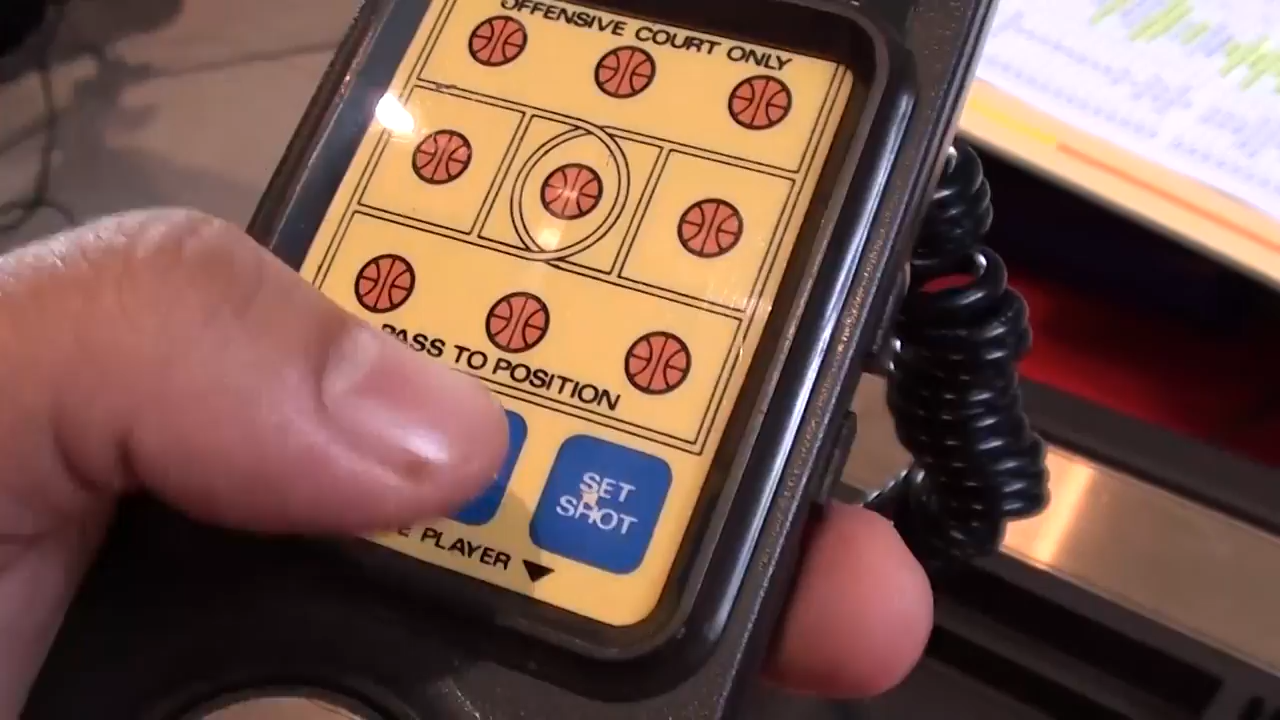 OFFENSIVE COURT ONLY
PASS TO POSITION
SET
SHOT
PLAYER